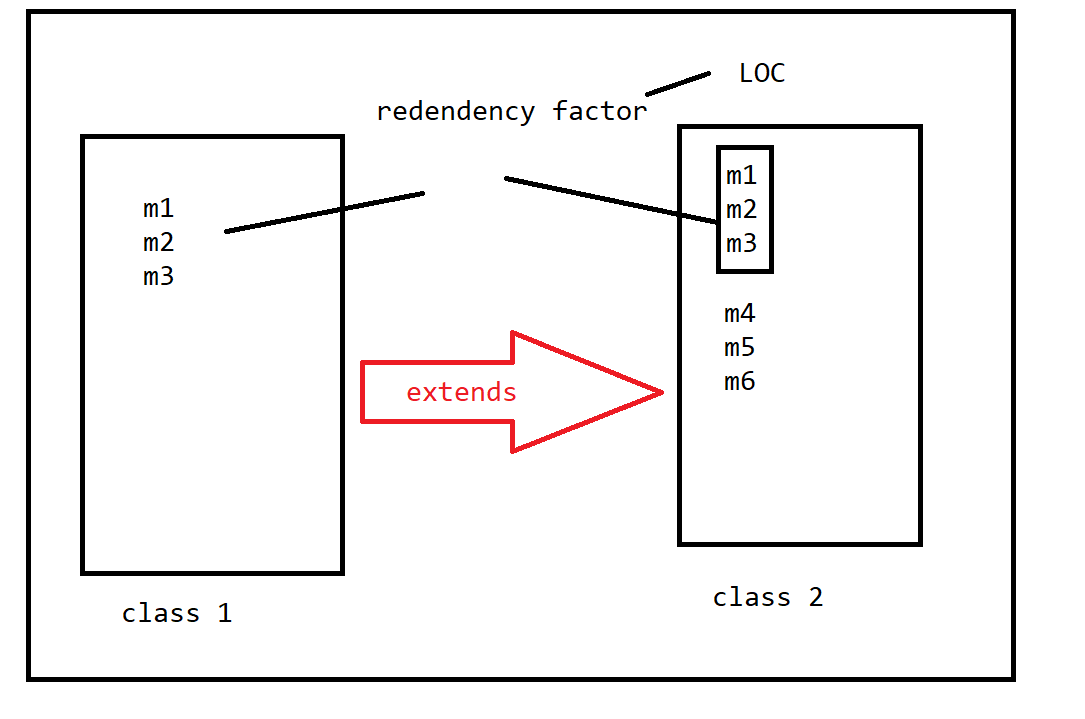 LOC
redendency factor
m1
m2
m3
m1
m2
m3
m4
m5
m6
extends
class 1
class 2